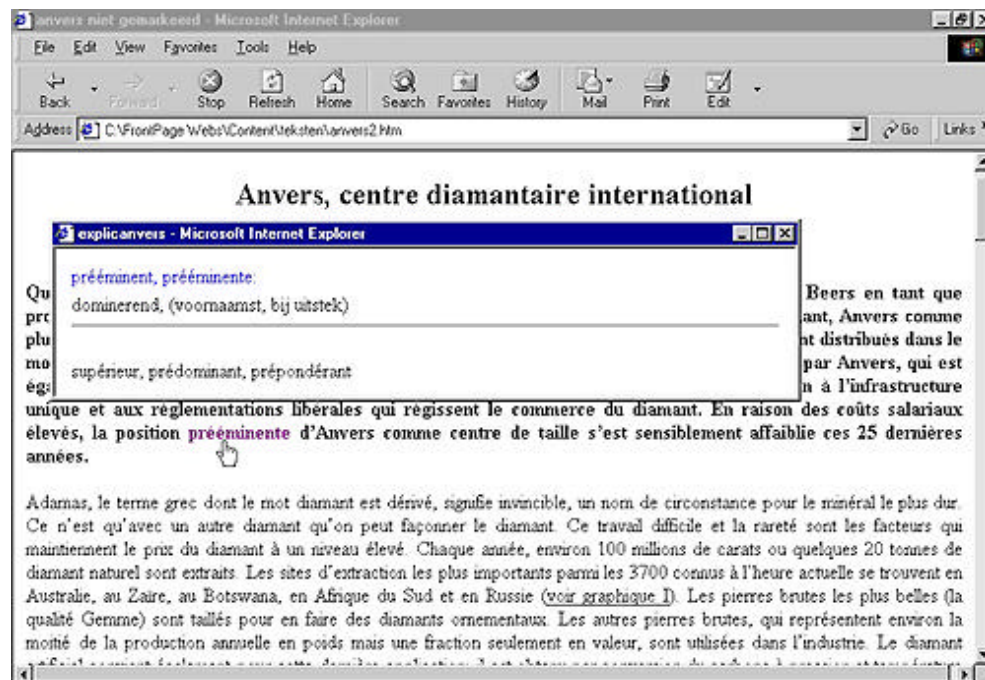 anvers niet gemarkeerd - Microsoft Internet Explorer
File Edit View Favorites Tools Help
Back Forward Stop Refresh Home Search Favorites History Mail Print Edit
Address C:\FrontPage Webs\Content\teksten\anvers2.htm Go Links
Anvers, centre diamantaire international
explicanvers - Microsoft Internet Explorer
prééminent, prééminente:
dominerend, (voornaamst, bij uitstek)
supérieur, prédominant, prépondérant
Qu Beers en tant que
pro ant, Anvers comme
plu nt distribués dans le
mo par Anvers, qui est
éga n à l'infrastructure
unique et aux réglementations libérales qui régissent le commerce du diamant. En raison des coûts salariaux
élevés, la position prééminente d'Anvers comme centre de taille s'est sensiblement affaiblie ces 25 dernières
années.
Adamas, le terme grec dont le mot diamant est dérivé, signifie invincible, un nom de circonstance pour le minéral le plus dur.
Ce n'est qu'avec un autre diamant qu'on peut façonner le diamant. Ce travail difficile et la rareté sont les facteurs qui
maintiennent le prix du diamant à un niveau élevé. Chaque année, environ 100 millions de carats ou quelques 20 tonnes de
diamant naturel sont extraits. Les sites d'extraction les plus importants parmi les 3700 connus à l'heure actuelle se trouvent en
Australie, au Zaire, au Botswana, en Afrique du Sud et en Russie (voir graphique I). Les pierres brutes les plus belles (la
qualité Gemme) sont taillés pour en faire des diamants ornementaux. Les autres pierres brutes, qui représentent environ la
moitié de la production annuelle en poids mais une fraction seulement en valeur, sont utilisées dans l'industrie. Le diamant